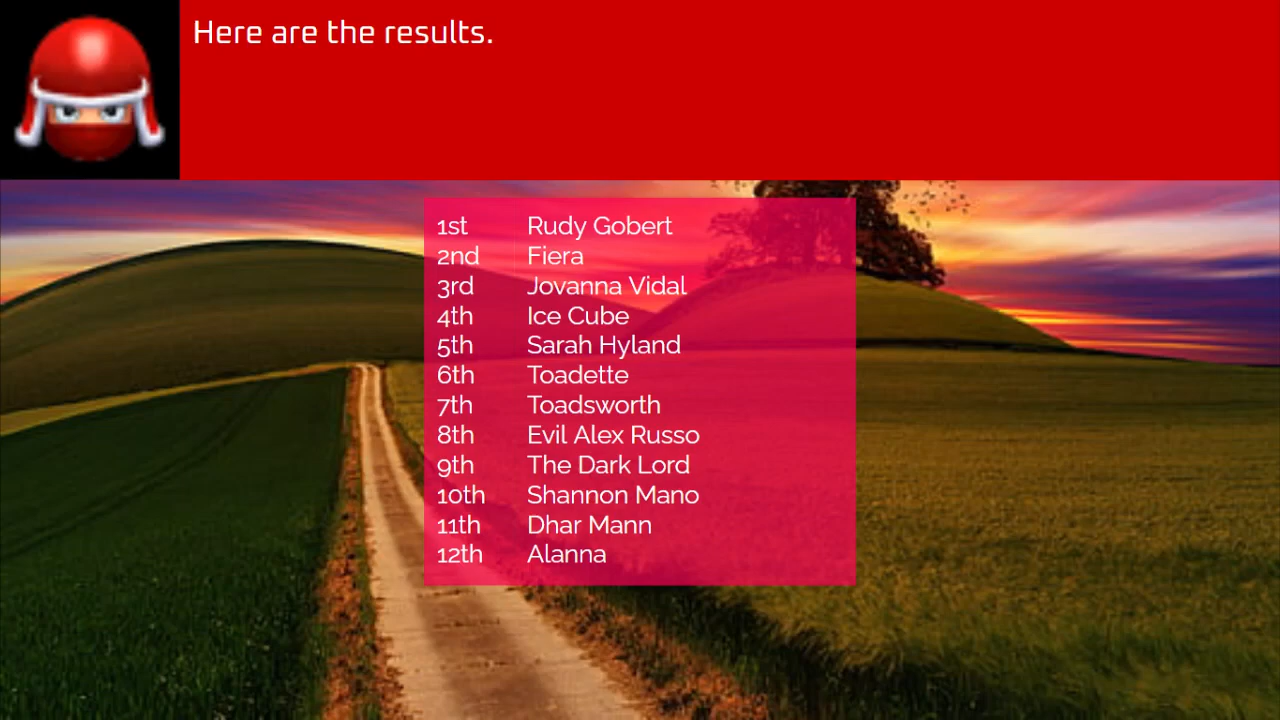 Here are the results.
1st Rudy Gobert
2nd Fiera
3rd Jovanna Vidal
4th Ice Cube
5th Sarah Hyland
6th Toadette
7th Toadsworth
8th Evil Alex Russo
9th The Dark Lord
10th Shannon Mano
11th Dhar Mann
12th Alanna